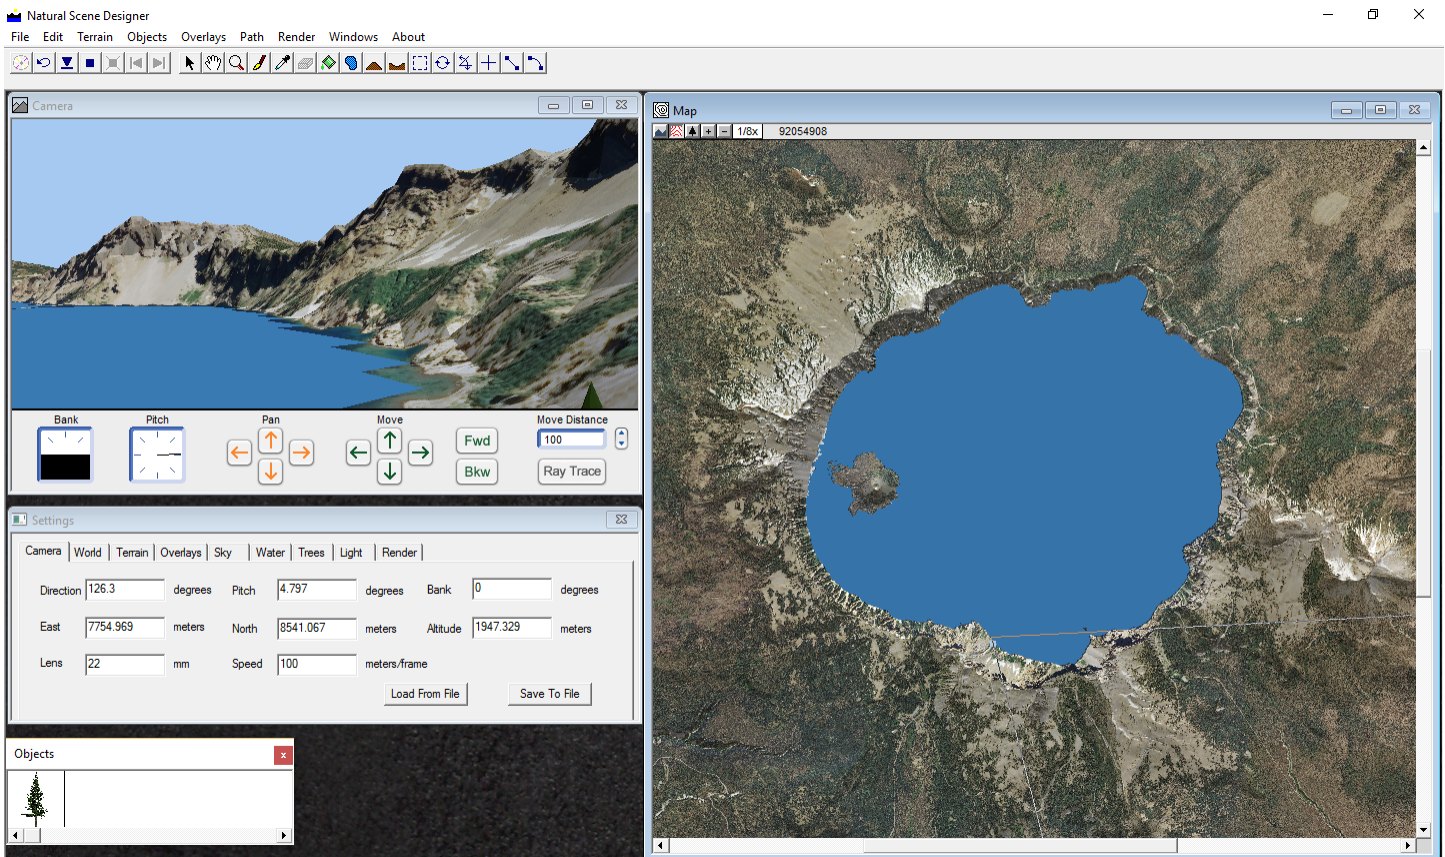 Natural Scene Designer
File Edit Terrain Objects Overlays Path Render Windows About
Camera
Bank Pitch Pan Move Move Distance
Fwd
100
Bkw
Ray Trace
Settings
Camera World Terrain Overlays Sky Water Trees Light Render
Direction 126.3 degrees Pitch 4.797 degrees Bank 0 degrees
East 7754.969 meters North 8541.067 meters Altitude 1947.329 meters
Lens 22 mm Speed 100 meters/frame
Load From File Save To File
Objects
x
Map
+ − 1/8x 92054908